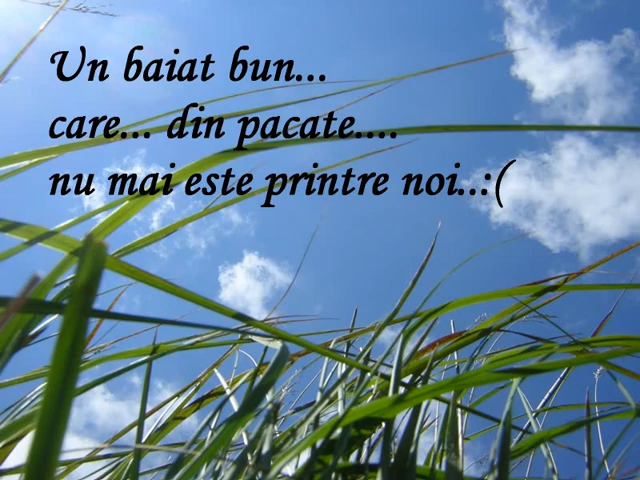 Un baiat bun...
care... din pacate....
nu mai este printre noi..:(